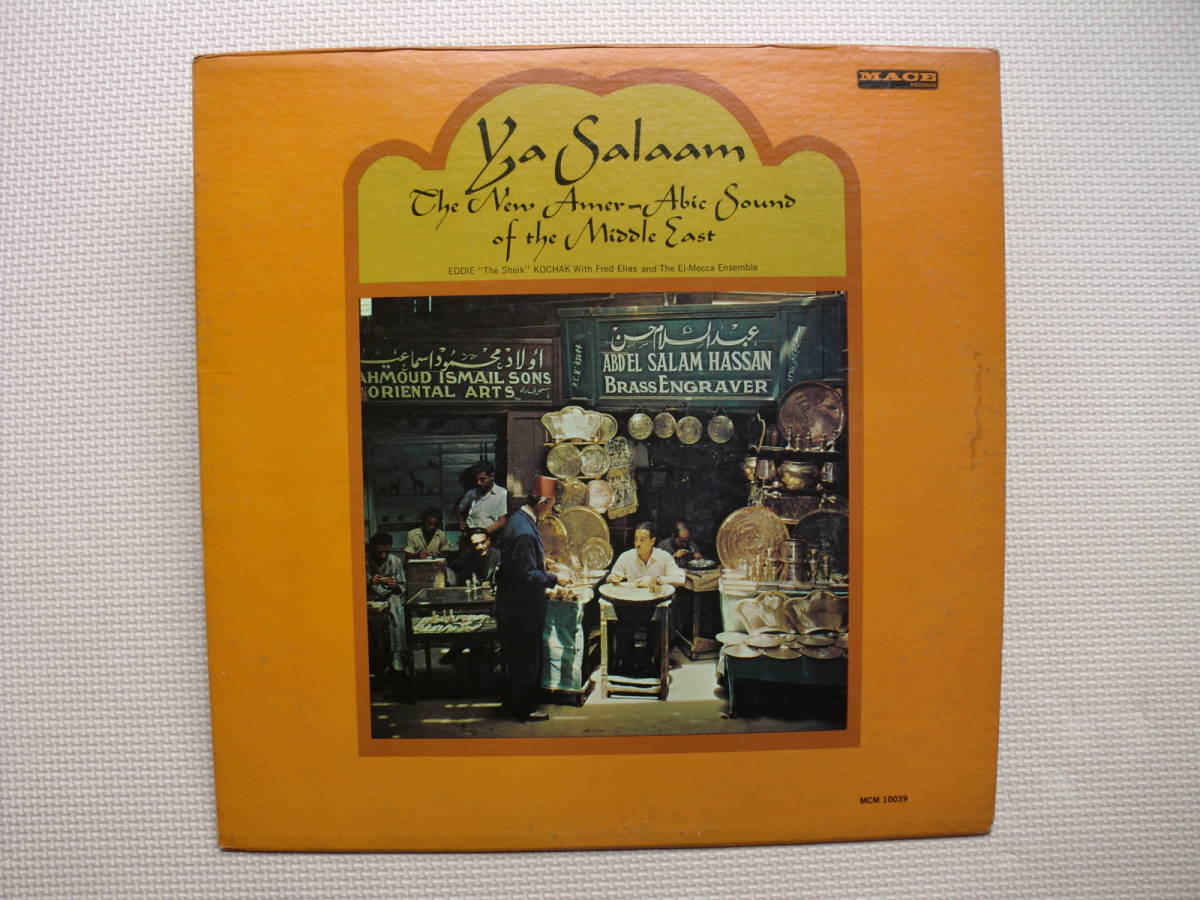 MACE
RECORDS
Ya Salaam
The New Amer-Abic Sound
of the Middle East
EDDIE "The Sheik" KOCHAK With Fred Elias and The El-Mecca Ensemble
اولاد محمود اسماعيل
AHMOUD ISMAIL SONS
ORIENTAL ARTS
عبد السلام حسن
ABDEL SALAM HASSAN
BRASS ENGRAVER
MCM 10039